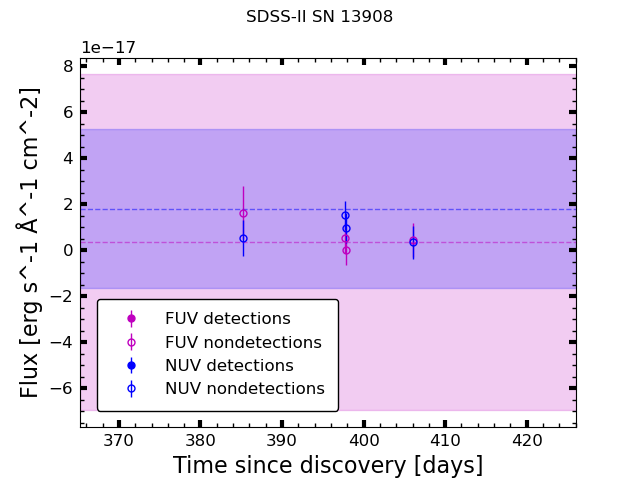 SDSS-II SN 13908
1e−17
8
6
4
2
0
−2
−4
−6
Flux [erg s^-1 Å^-1 cm^-2]
FUV detections
FUV nondetections
NUV detections
NUV nondetections
370 380 390 400 410 420
Time since discovery [days]